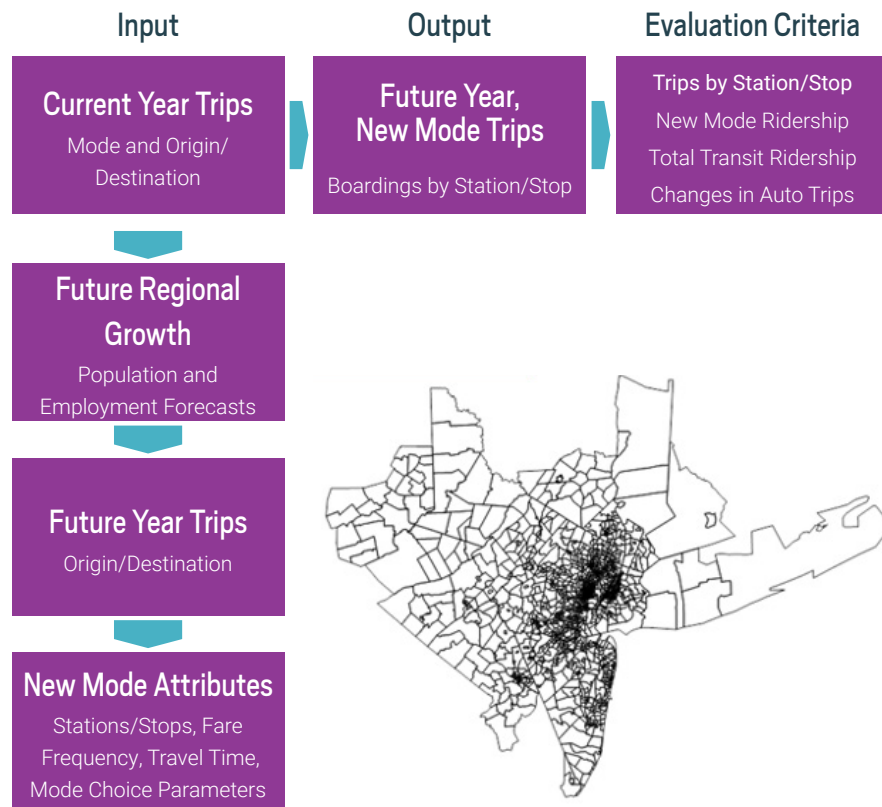 Input
Output
Evaluation Criteria
Current Year Trips
Mode and Origin/
Destination
Future Year,
New Mode Trips
Boardings by Station/Stop
Trips by Station/Stop
New Mode Ridership
Total Transit Ridership
Changes in Auto Trips
Future Regional
Growth
Population and
Employment Forecasts
Future Year Trips
Origin/Destination
New Mode Attributes
Stations/Stops, Fare
Frequency, Travel Time,
Mode Choice Parameters